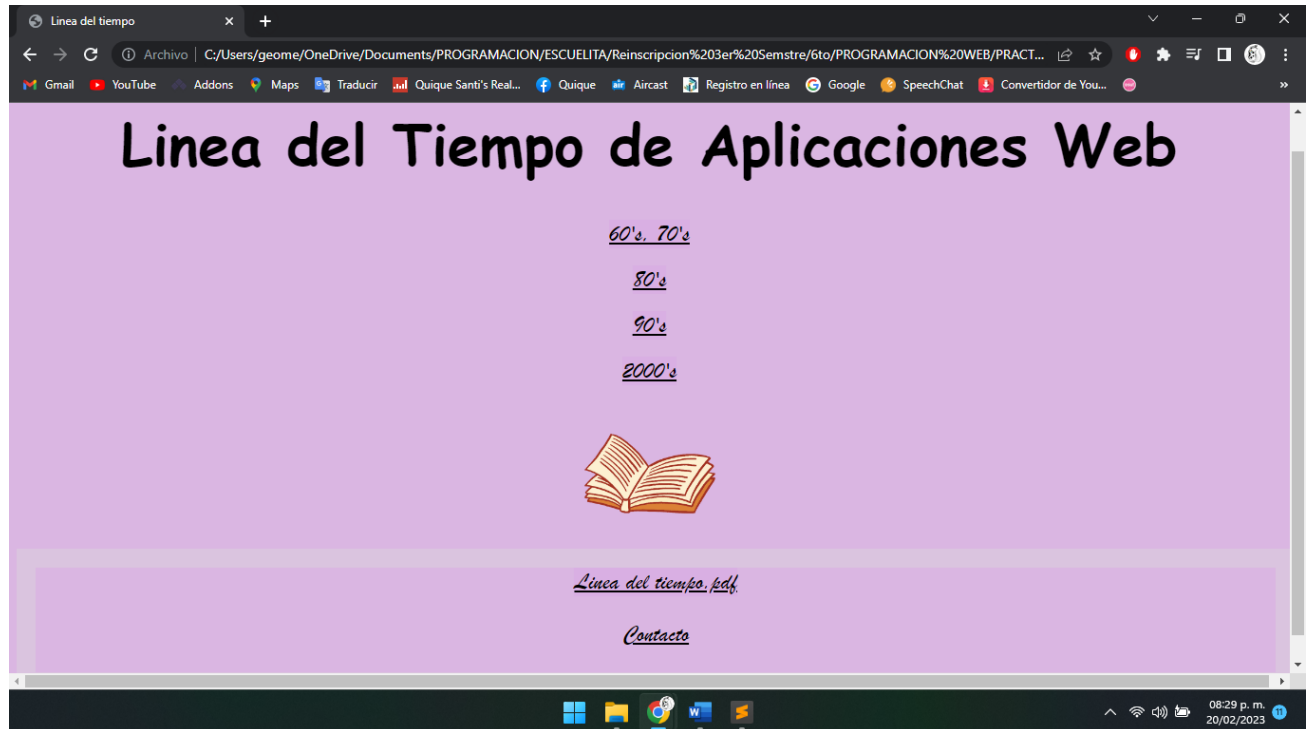 Linea del tiempo
Archivo | C:/Users/geome/OneDrive/Documents/PROGRAMACION/ESCUELITA/Reinscripcion%203er%20Semstre/6to/PROGRAMACION%20WEB/PRACT...
Gmail YouTube Addons Maps Traducir Quique Santi's Real... Quique Aircast Registro en línea Google SpeechChat Convertidor de You... »
Linea del Tiempo de Aplicaciones Web
60's, 70's
80's
90's
2000's
Linea del tiempo.pdf
Contacto
08:29 p. m.
20/02/2023
11